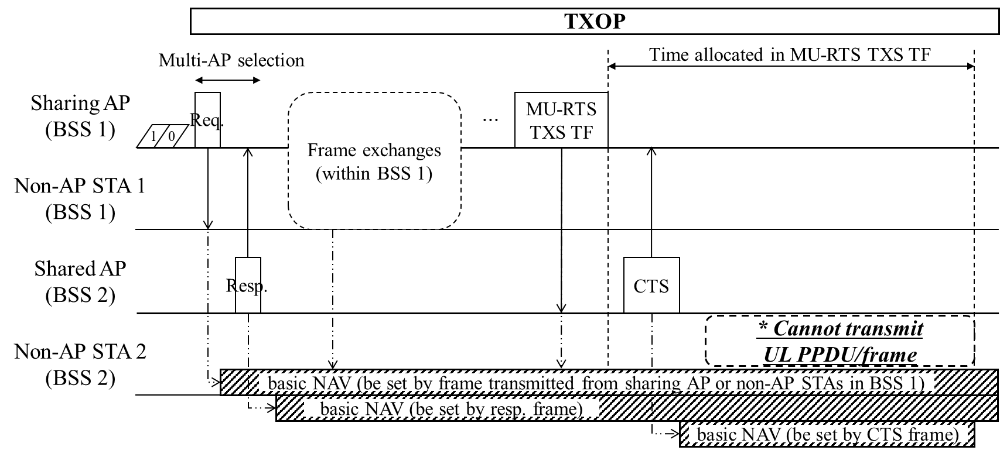 TXOP
Multi-AP selection
Time allocated in MU-RTS TXS TF
Sharing AP
(BSS 1)
1 0
Req.
Frame exchanges
(within BSS 1)
...
MU-RTS
TXS TF
Non-AP STA 1
(BSS 1)
Shared AP
(BSS 2)
Resp.
CTS
* Cannot transmit
UL PPDU/frame
Non-AP STA 2
(BSS 2)
basic NAV (be set by frame transmitted from sharing AP or non-AP STAs in BSS 1)
basic NAV (be set by resp. frame)
basic NAV (be set by CTS frame)